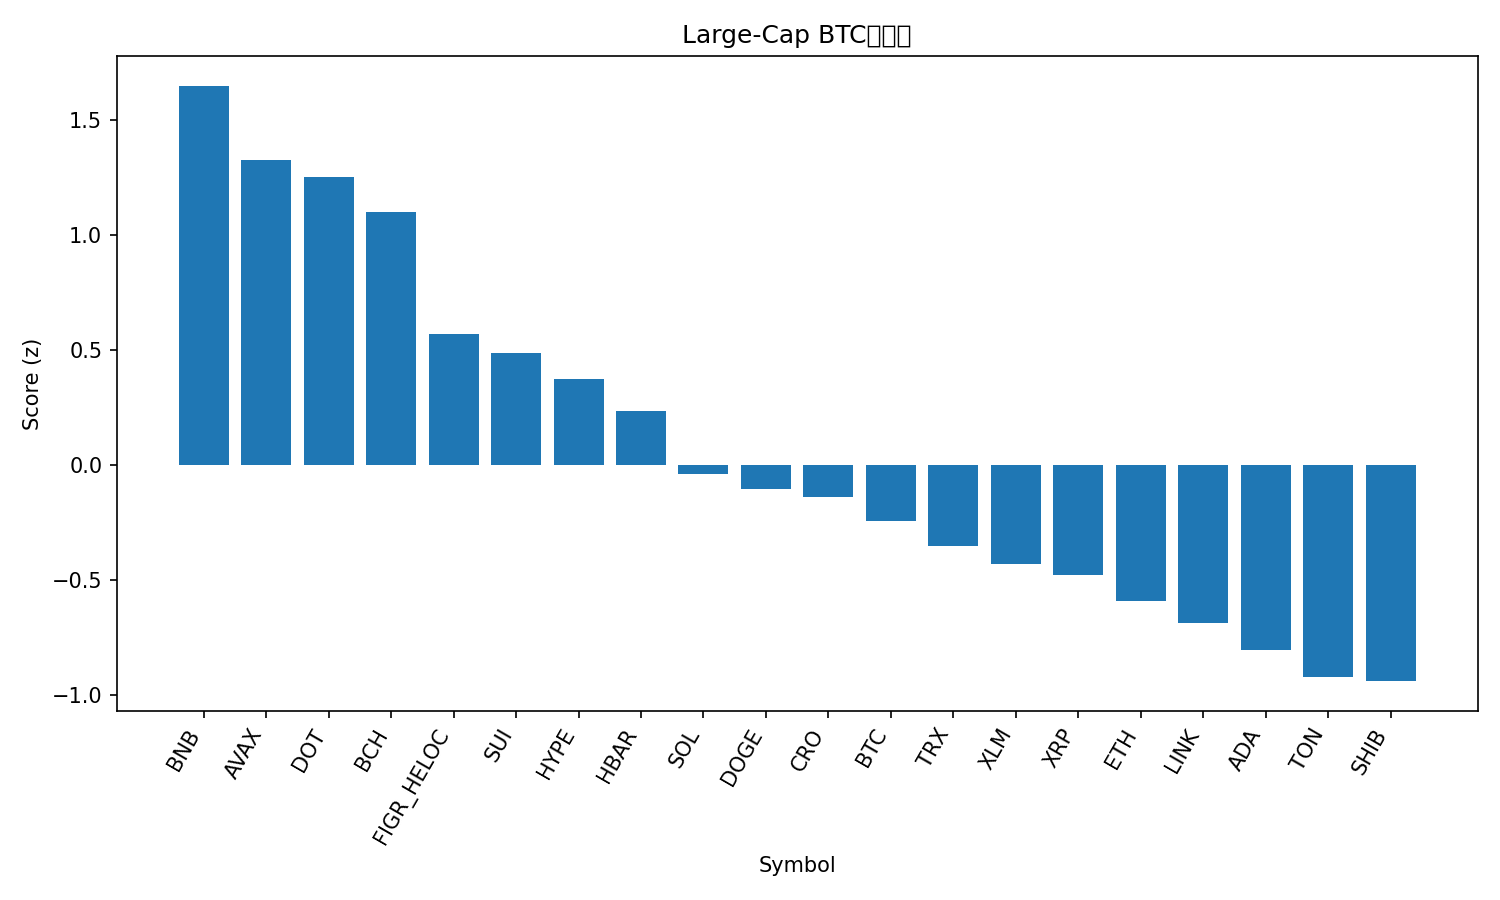 Large-Cap BTC
Score (z)
1.5
1.0
0.5
0.0
−0.5
−1.0
BNB
AVAX
DOT
BCH
FIGR_HELOC
SUI
HYPE
HBAR
SOL
DOGE
CRO
BTC
TRX
XLM
XRP
ETH
LINK
ADA
TON
SHIB
Symbol